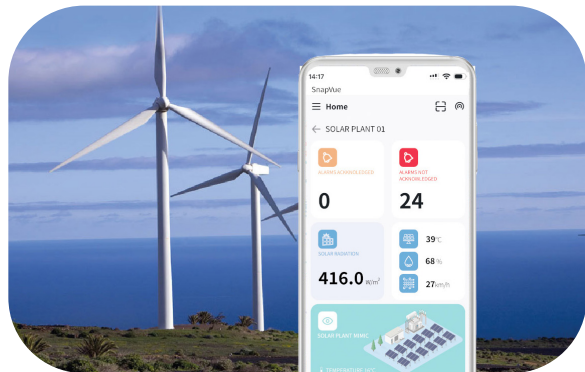 14:17
SnapVue
Home
SOLAR PLANT 01
ALARMS ACKNOWLEDGED
0
ALARMS NOT
ACKNOWLEDGED
24
SOLAR RADIATION
416.0 W/m²
39°C
68 %
27km/h
SOLAR PLANT MIMIC